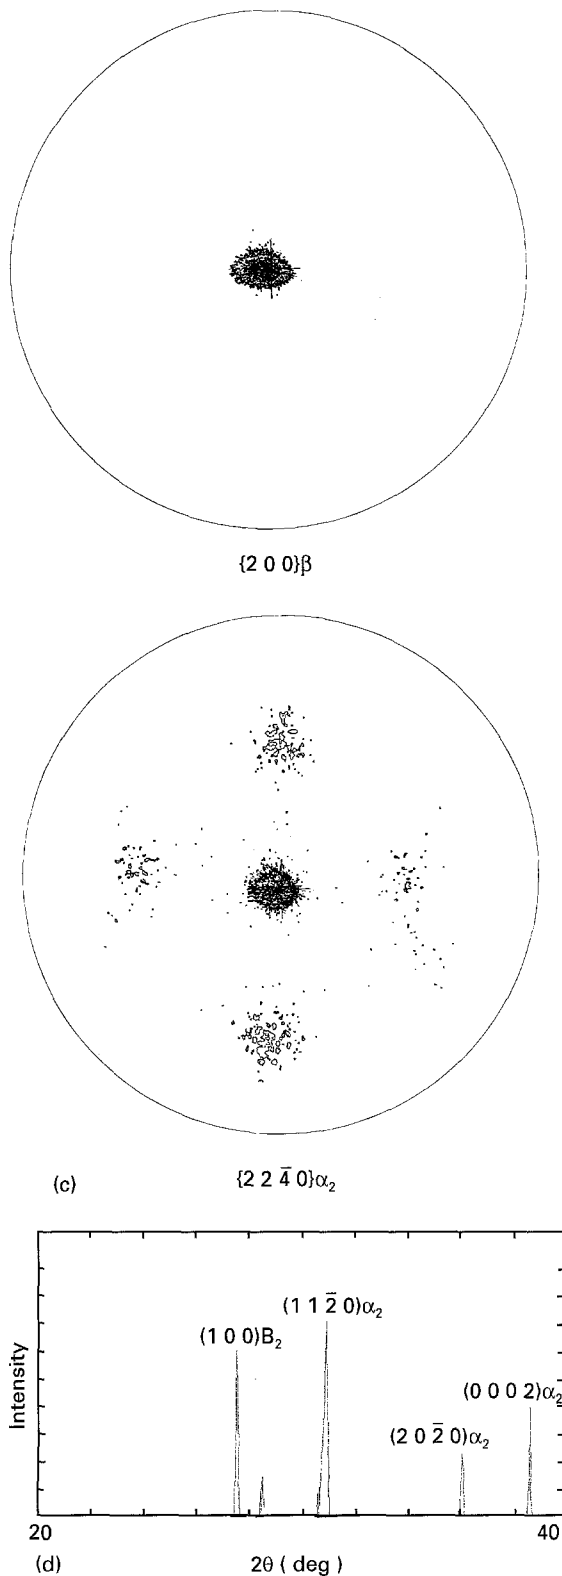 {2 0 0}β
(c)
{2 2 4̅ 0}α₂
(1 1 2̅ 0)α₂
(1 0 0)B₂
(0 0 0 2)α₂
(2 0 2̅ 0)α₂
Intensity
20
40
(d)
2θ ( deg )